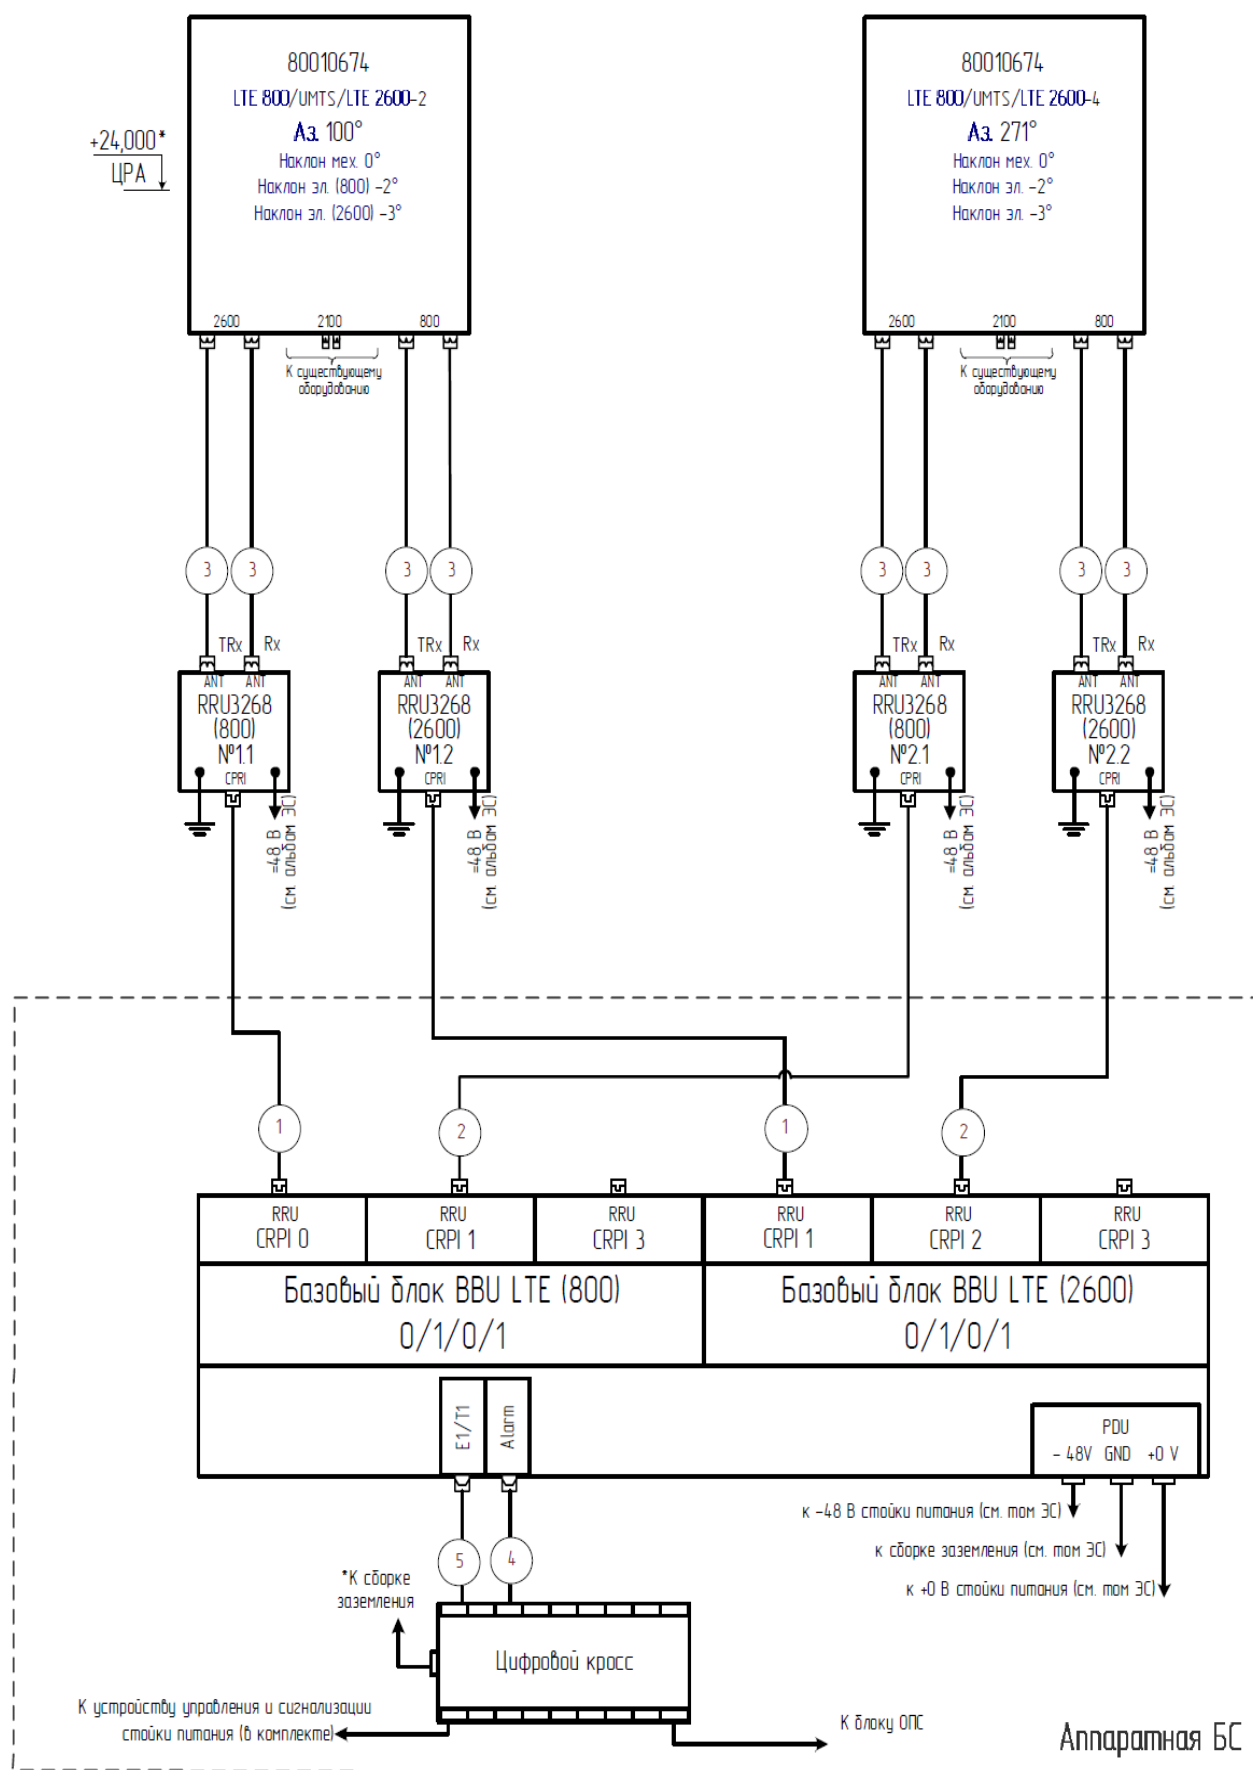 80010674
LTE 800/UMTS/LTE 2600-2
Аз. 100°
Наклон мех. 0°
Наклон эл. (800) -2°
Наклон эл. (2600) -3°
+24,000*
ЦРА
2600 2100 800
К существующему
оборудованию
80010674
LTE 800/UMTS/LTE 2600-4
Аз. 271°
Наклон мех. 0°
Наклон эл. -2°
Наклон эл. -3°
2600 2100 800
К существующему
оборудованию
3 3 3 3 3 3 3 3
TRx Rx TRx Rx TRx Rx TRx Rx
ANT ANT
RRU3268
(800)
№1.1
CPRI
=48 В
(см. альбом ЭС)
ANT ANT
RRU3268
(2600)
№1.2
CPRI
=48 В
(см. альбом ЭС)
ANT ANT
RRU3268
(800)
№2.1
CPRI
=48 В
(см. альбом ЭС)
ANT ANT
RRU3268
(2600)
№2.2
CPRI
=48 В
(см. альбом ЭС)
1 2 1 2
RRU
CRPI 0
RRU
CRPI 1
RRU
CRPI 3
RRU
CRPI 1
RRU
CRPI 2
RRU
CRPI 3
Базовый блок BBU LTE (800)
0/1/0/1
Базовый блок BBU LTE (2600)
0/1/0/1
E1/T1
Alarm
PDU
- 48V GND +0 V
к -48 В стойки питания (см. том ЭС)
к сборке заземления (см. том ЭС)
к +0 В стойки питания (см. том ЭС)
5 4
*К сборке
заземления
Цифровой кросс
К устройству управления и сигнализации
стойки питания (в комплекте)
К блоку ОПС
Аппаратная БС